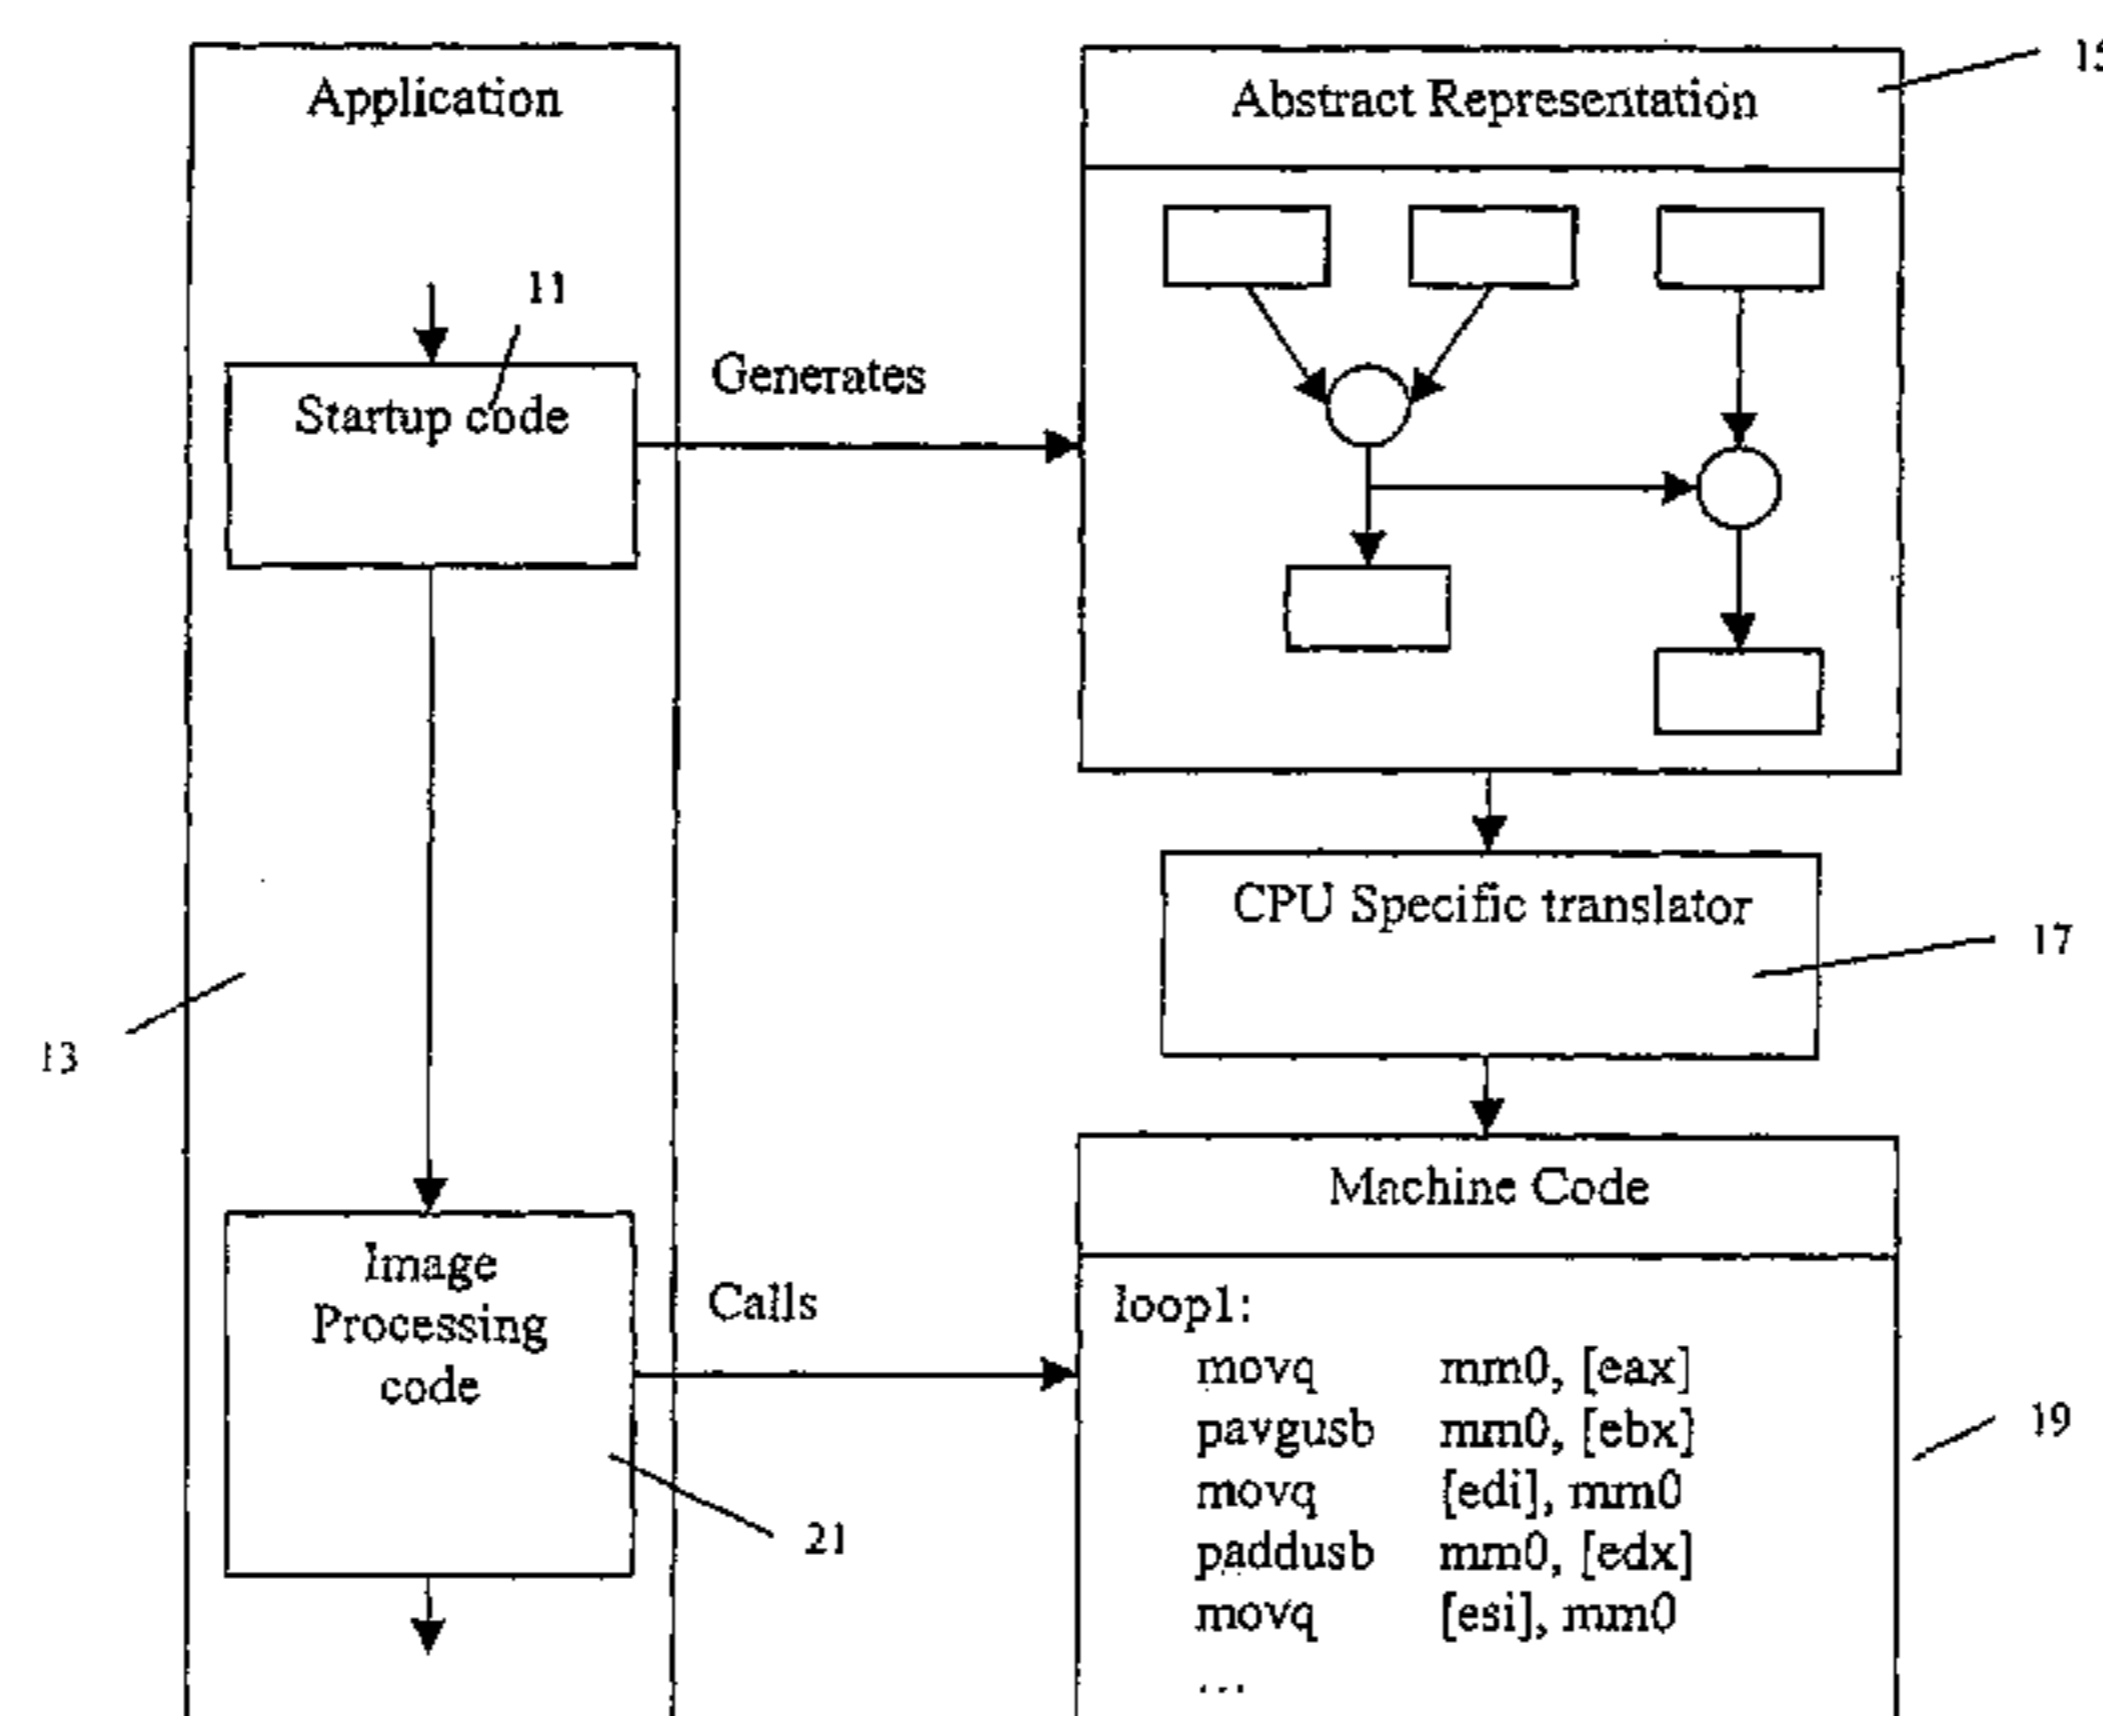 Application
11
Startup code
Generates
13
Image
Processing
code
Calls
21
Abstract Representation
15
CPU Specific translator
17
Machine Code
loop1:
movq mm0, [eax]
pavgusb mm0, [ebx]
movq [edi], mm0
paddusb mm0, [edx]
movq [esi], mm0
...
19